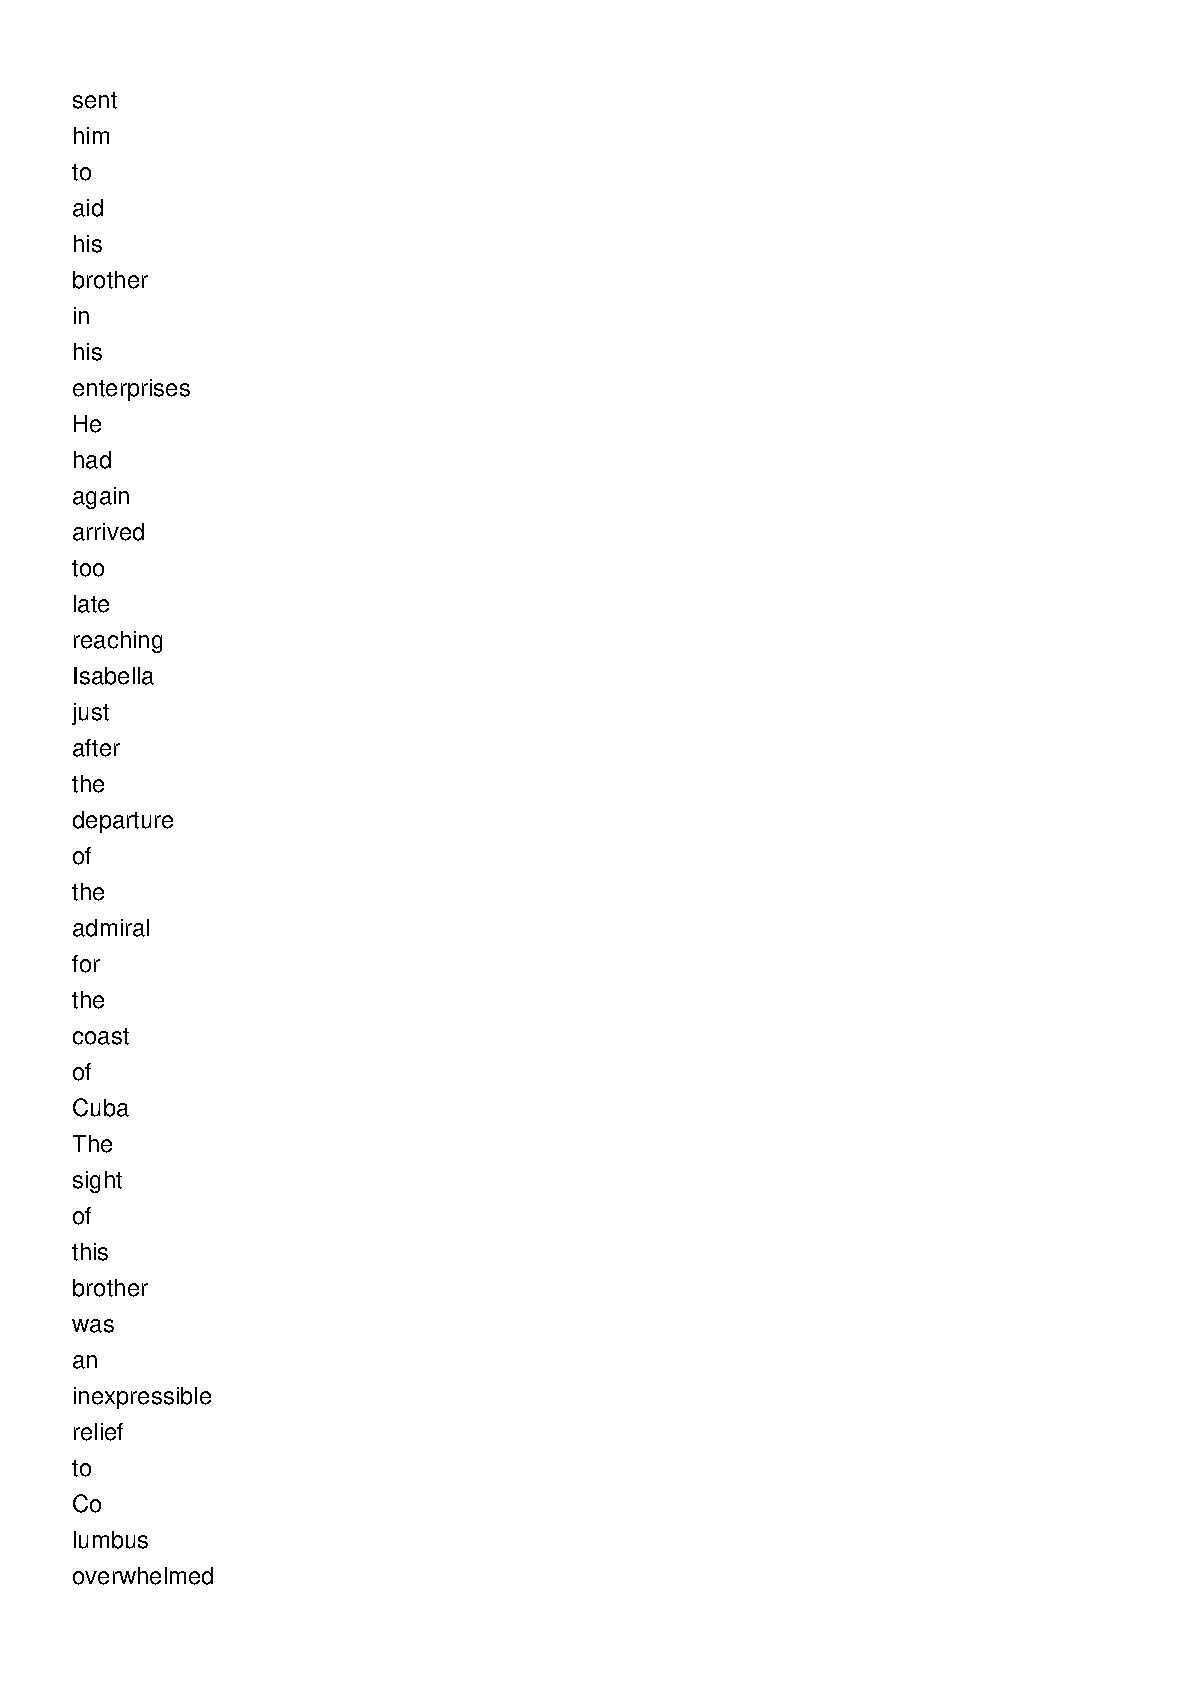 sent
him
to
aid
his
brother
in
his
enterprises
He
had
again
arrived
too
late
reaching
Isabella
just
after
the
departure
of
the
admiral
for
the
coast
of
Cuba
The
sight
of
this
brother
was
an
inexpressible
relief
to
Co
lumbus
overwhelmed